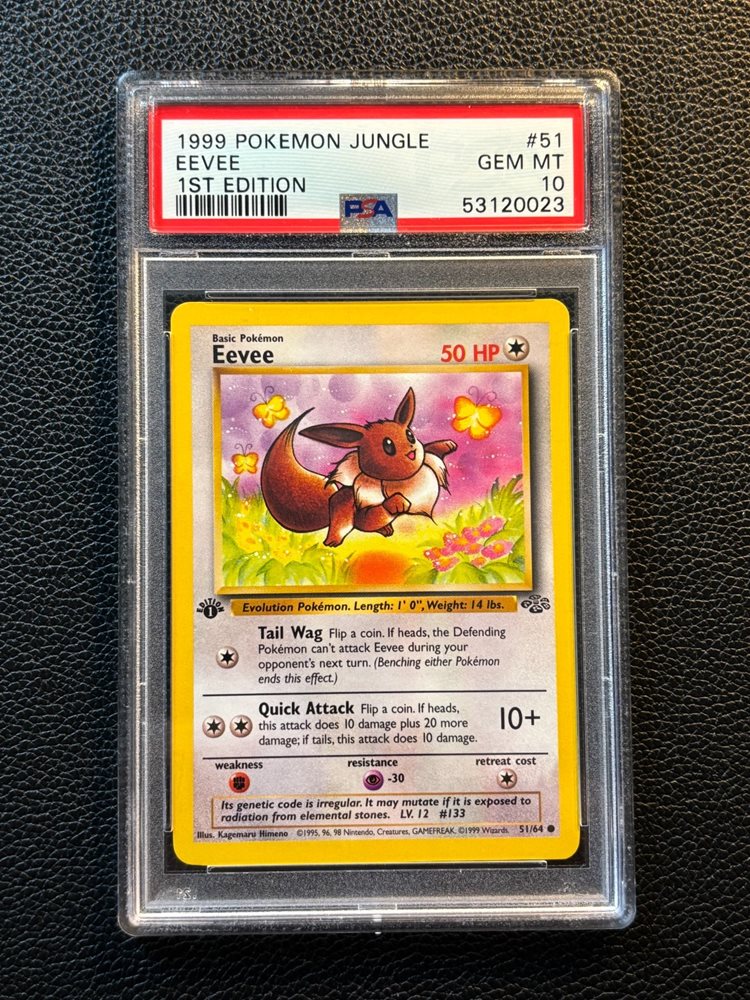 1999 POKEMON JUNGLE #51
EEVEE GEM MT
1ST EDITION 10
PSA 53120023
Basic Pokémon
Eevee 50 HP
EDITION 1
Evolution Pokémon. Length: 1' 0", Weight: 14 lbs.
Tail Wag Flip a coin. If heads, the Defending
Pokémon can't attack Eevee during your
opponent's next turn. (Benching either Pokémon
ends this effect.)
Quick Attack Flip a coin. If heads,
this attack does 10 damage plus 20 more
damage; if tails, this attack does 10 damage.
10+
weakness resistance retreat cost
-30
Its genetic code is irregular. It may mutate if it is exposed to
radiation from elemental stones. LV. 12 #133
Illus. Kagemaru Himeno ©1995, 96, 98 Nintendo, Creatures, GAMEFREAK. ©1999 Wizards. 51/64